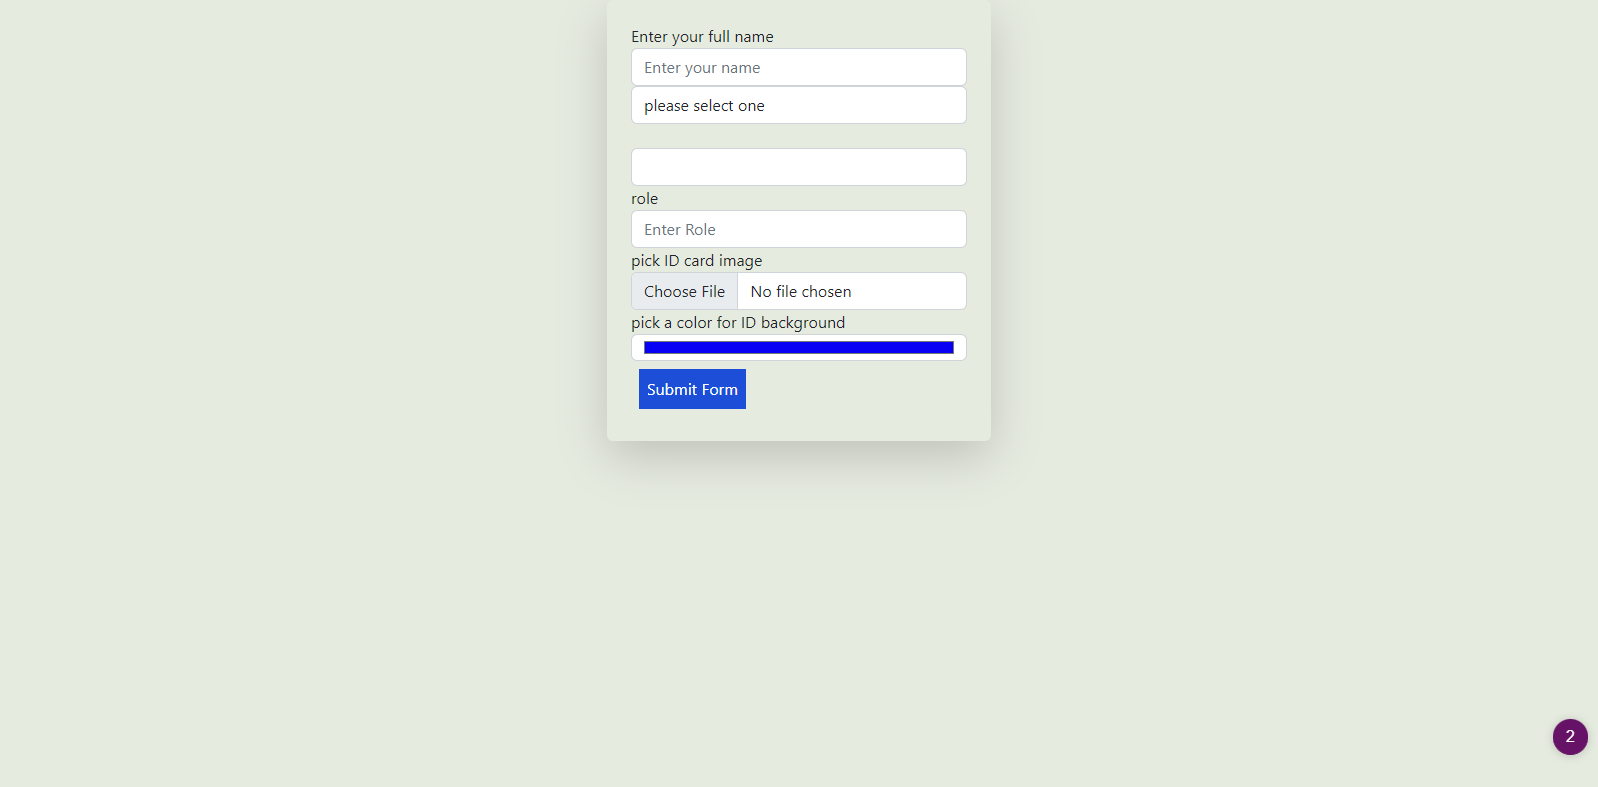 Enter your full name
Enter your name
please select one
role
Enter Role
pick ID card image
Choose File No file chosen
pick a color for ID background
Submit Form
2